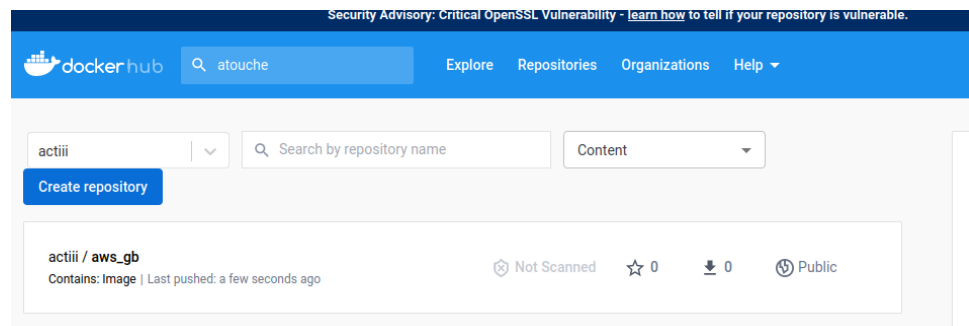 Security Advisory: Critical OpenSSL Vulnerability - learn how to tell if your repository is vulnerable.
dockerhub atouche Explore Repositories Organizations Help
actiii Search by repository name Content
Create repository
actiii / aws_gb
Contains: Image | Last pushed: a few seconds ago
Not Scanned 0 0 Public